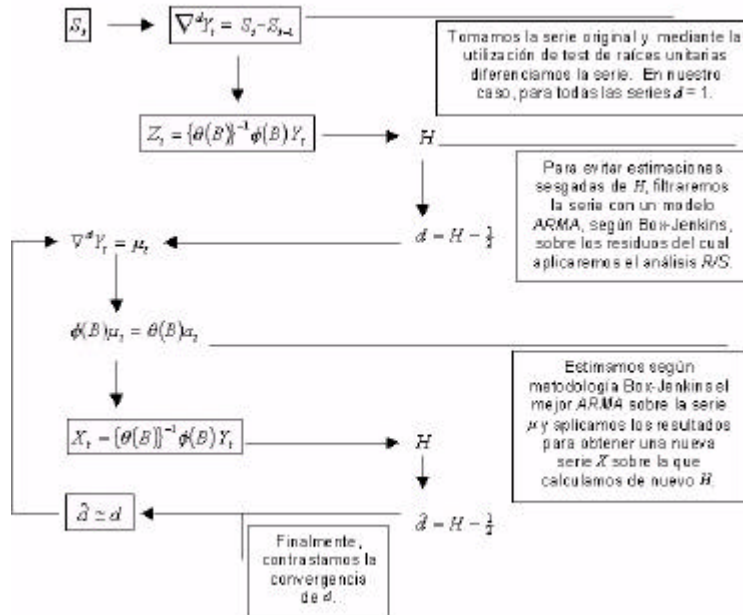 S_t
∇^d Y_t = S_t - S_{t-1}
Tomamos la serie original y mediante la
utilización de test de raíces unitarias
diferenciamos la serie. En nuestro
caso, para todas las series d = 1.
Z_t = {θ(B)}^{-1} ϕ(B) Y_t
H
Para evitar estimaciones
sesgadas de H, filtraremos
la serie con un modelo
ARMA, según Box-Jenkins,
sobre los residuos del cual
aplicaremos el análisis R/S.
∇^d Y_t = μ_t
d = H - 1/2
ϕ(B)μ_t = θ(B)a_t
Estimamos según
metodología Box-Jenkins el
mejor ARMA sobre la serie
μ y aplicamos los resultados
para obtener una nueva
serie X sobre la que
calculamos de nuevo H.
X_t = {θ(B)}^{-1} ϕ(B) Y_t
H
d̂ ≃ d
d̂ = H - 1/2
Finalmente,
contrastamos la
convergencia
de d.